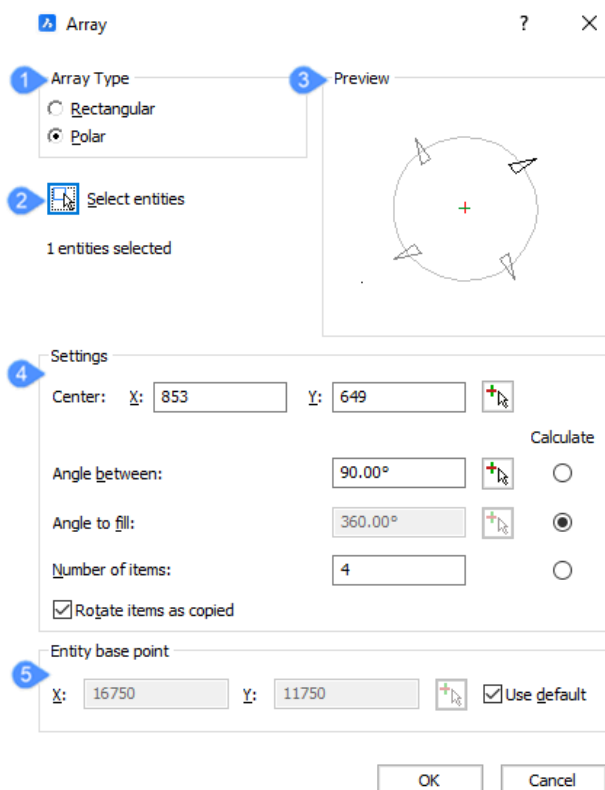 Array ?
1 Array Type
Rectangular
Polar
2 Select entities
1 entities selected
3 Preview
4 Settings
Center: X: 853 Y: 649
Calculate
Angle between: 90.00°
Angle to fill: 360.00°
Number of items: 4
Rotate items as copied
5 Entity base point
X: 16750 Y: 11750 Use default
OK Cancel